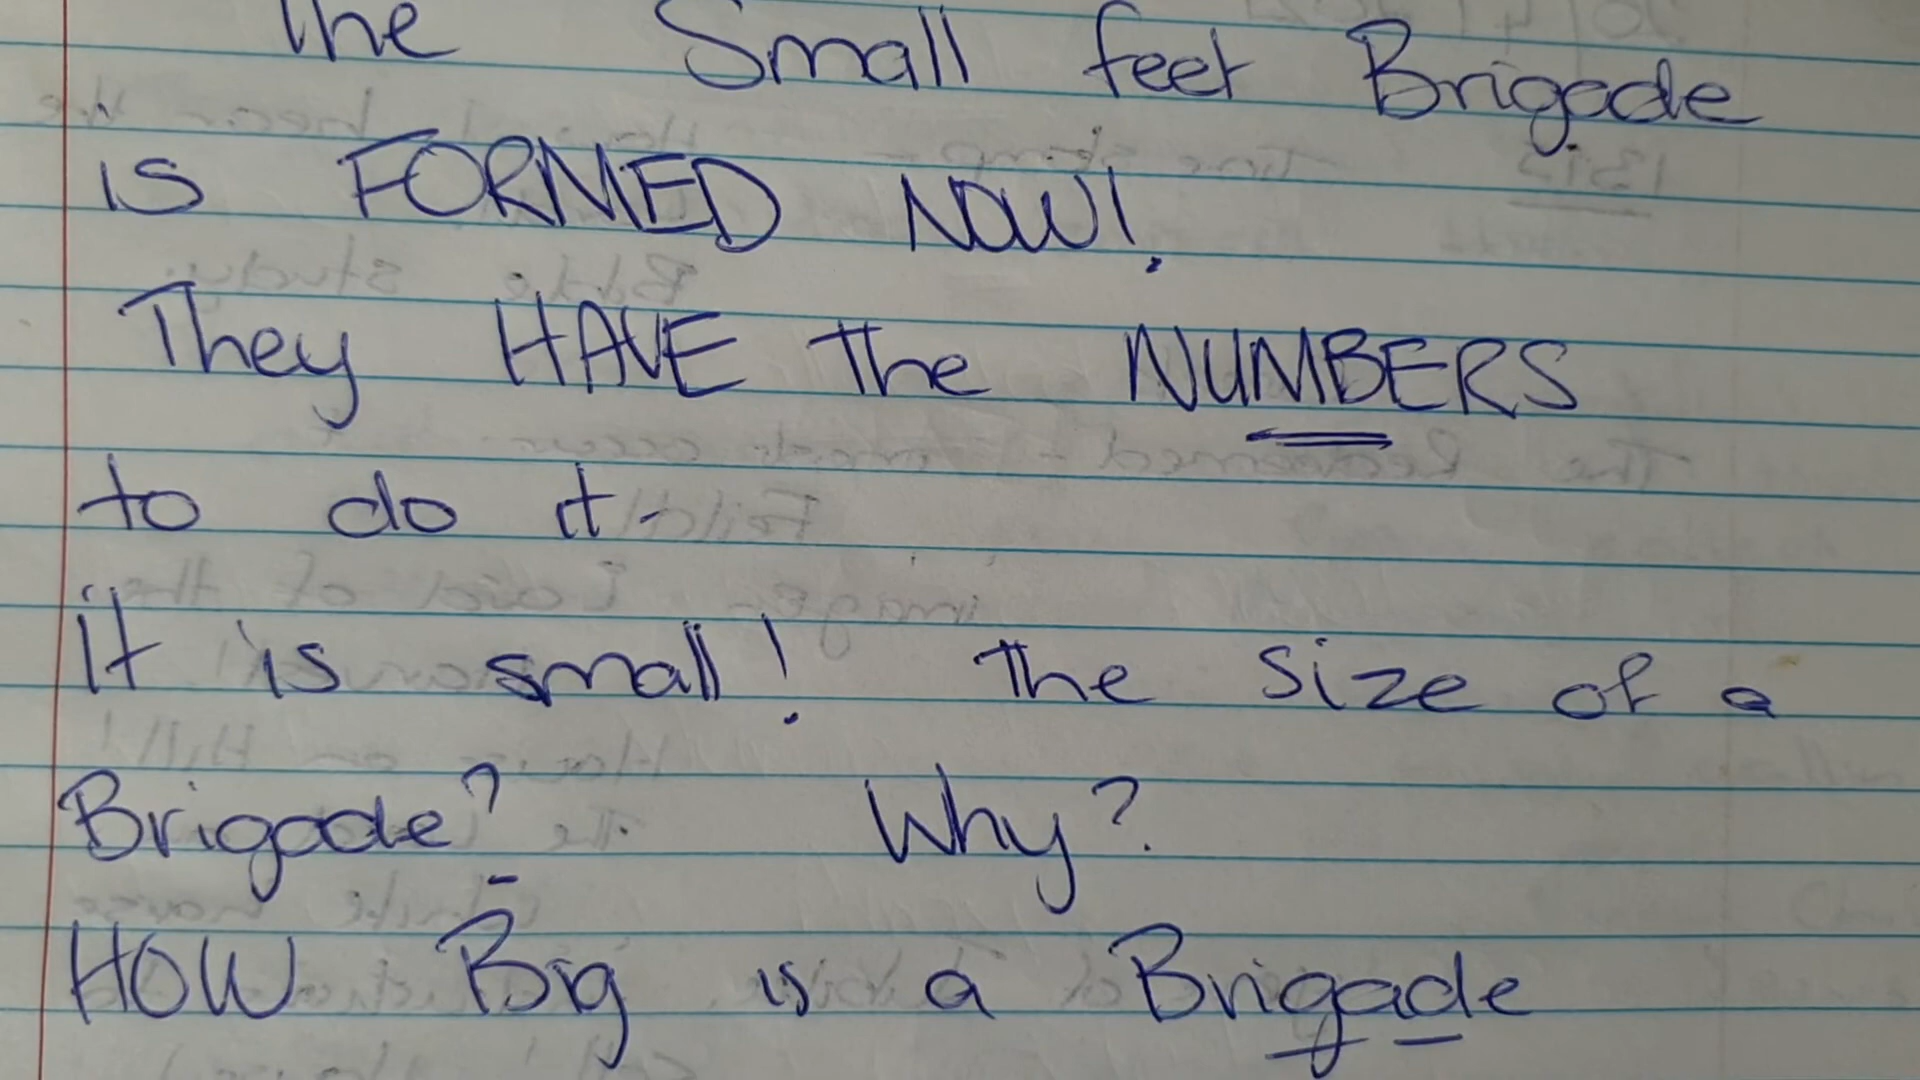 The Small feet Brigade
is FORMED NOW!
They HAVE the NUMBERS
to do it-
it is small! The size of a
Brigade? Why?
HOW Big is a Brigade